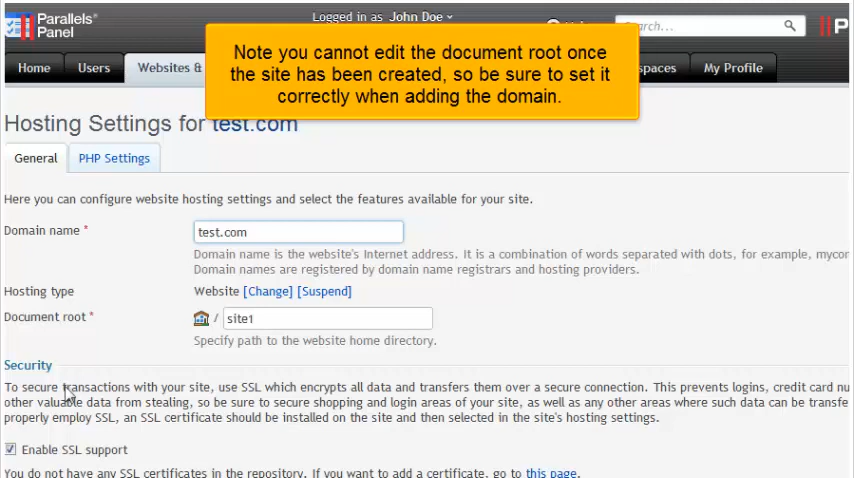 Parallels®
Panel
Logged in as John Doe
Home
Users
Websites &
My Profile
Note you cannot edit the document root once
the site has been created, so be sure to set it
correctly when adding the domain.
Hosting Settings for test.com
General
PHP Settings
Here you can configure website hosting settings and select the features available for your site.
Domain name *
test.com
Domain name is the website's Internet address. It is a combination of words separated with dots, for example,
Domain names are registered by domain name registrars and hosting providers.
Hosting type
Website [Change] [Suspend]
Document root *
/ site1
Specify path to the website home directory.
Security
To secure transactions with your site, use SSL which encrypts all data and transfers them over a secure connection. This prevents logins, credit card
other valuable data from stealing, so be sure to secure shopping and login areas of your site, as well as any other areas where such data can be
properly employ SSL, an SSL certificate should be installed on the site and then selected in the site's hosting settings.
Enable SSL support
You do not have any SSL certificates in the repository. If you want to add a certificate, go to this page.